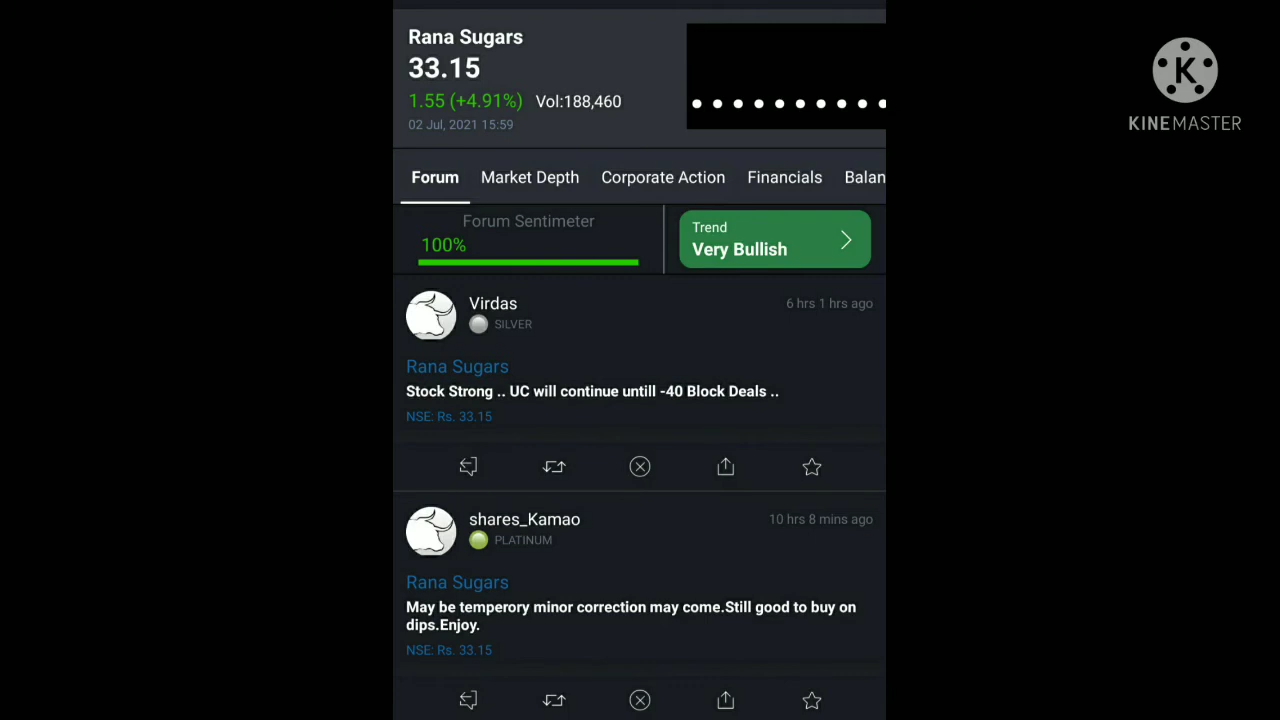 Rana Sugars
33.15
1.55 (+4.91%) Vol:188,460
02 Jul, 2021 15:59
K
KINEMASTER
Forum Market Depth Corporate Action Financials Balan
Forum Sentimeter
100%
Trend
Very Bullish
Virdas 6 hrs 1 hrs ago
SILVER
Rana Sugars
Stock Strong .. UC will continue untill -40 Block Deals ..
NSE: Rs. 33.15
shares_Kamao 10 hrs 8 mins ago
PLATINUM
Rana Sugars
May be temperory minor correction may come.Still good to buy on
dips.Enjoy.
NSE: Rs. 33.15